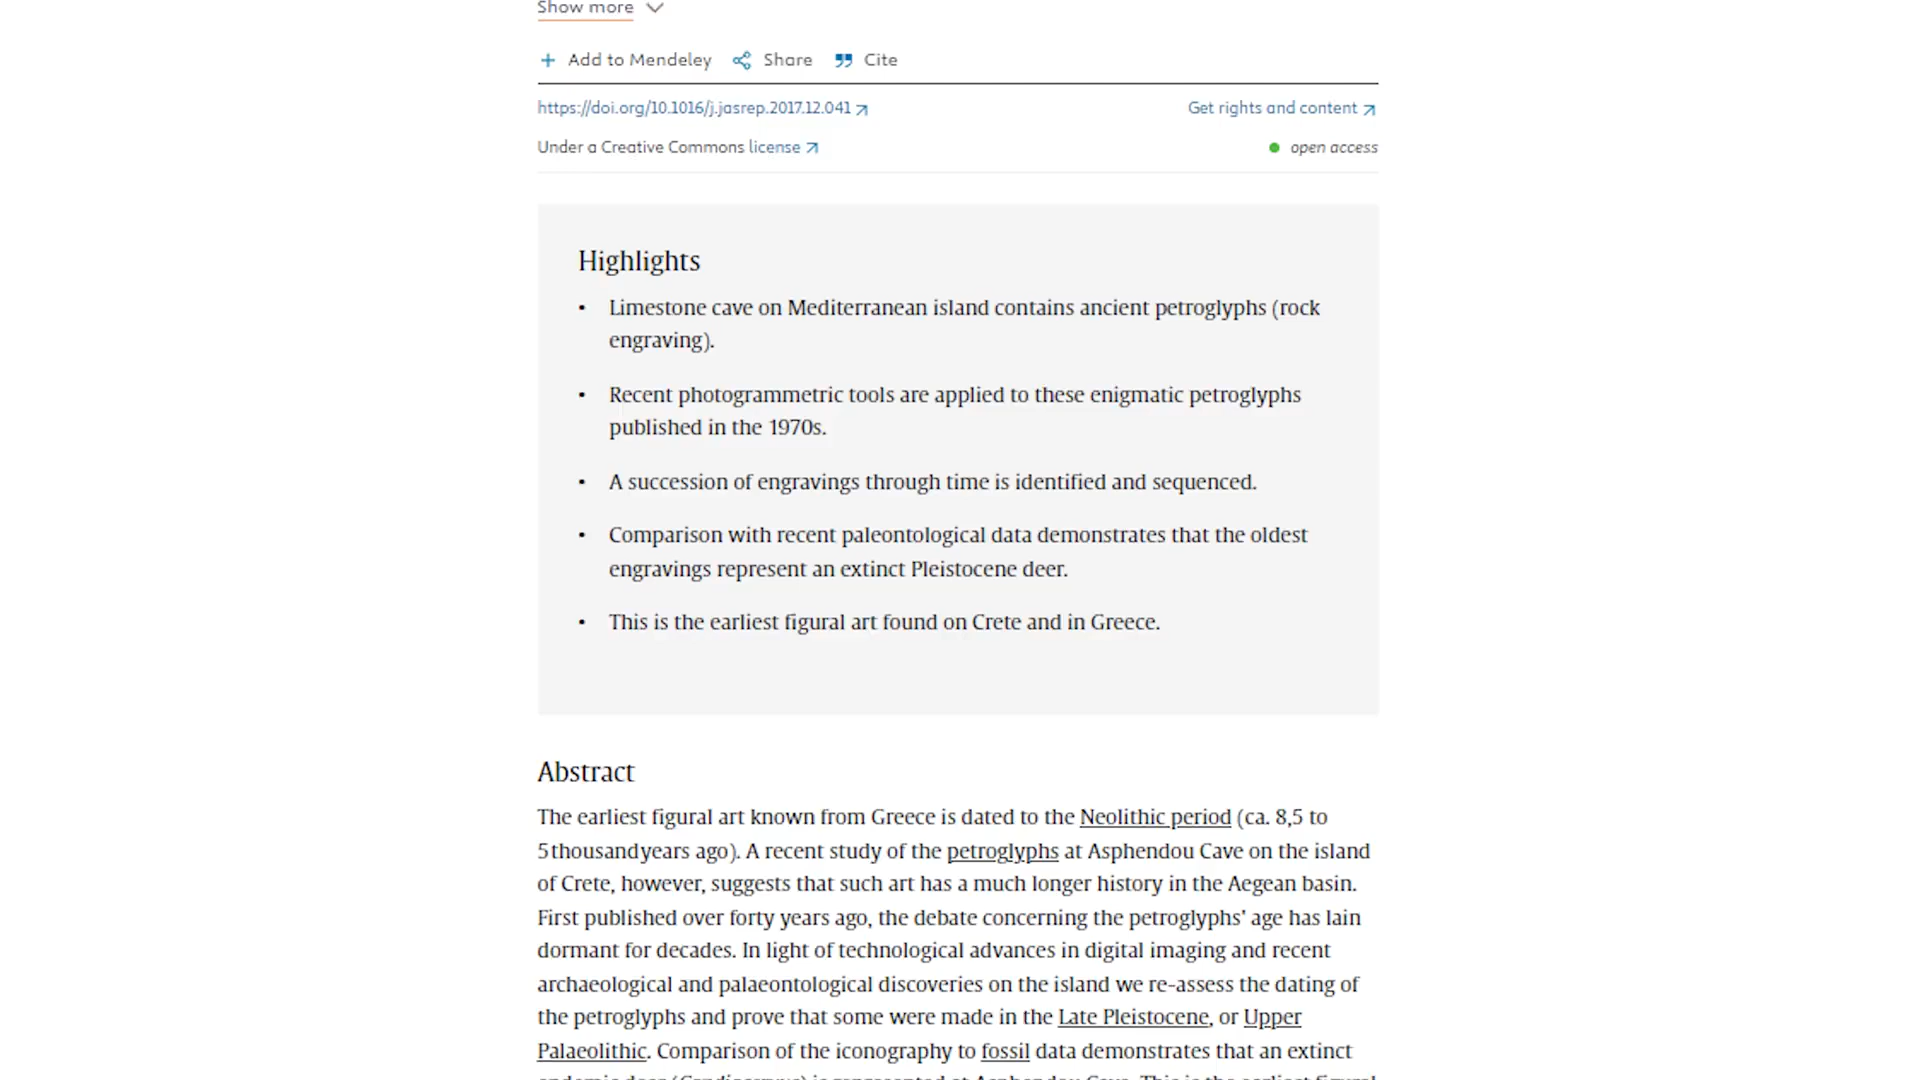 Show more
Add to Mendeley Share Cite
https://doi.org/10.1016/j.jasrep.2017.12.041 Get rights and content
Under a Creative Commons license open access
Highlights
• Limestone cave on Mediterranean island contains ancient petroglyphs (rock
engraving).
• Recent photogrammetric tools are applied to these enigmatic petroglyphs
published in the 1970s.
• A succession of engravings through time is identified and sequenced.
• Comparison with recent paleontological data demonstrates that the oldest
engravings represent an extinct Pleistocene deer.
• This is the earliest figural art found on Crete and in Greece.
Abstract
The earliest figural art known from Greece is dated to the Neolithic period (ca. 8,5 to
5thousandyears ago). A recent study of the petroglyphs at Asphendou Cave on the island
of Crete, however, suggests that such art has a much longer history in the Aegean basin.
First published over forty years ago, the debate concerning the petroglyphs' age has lain
dormant for decades. In light of technological advances in digital imaging and recent
archaeological and palaeontological discoveries on the island we re-assess the dating of
the petroglyphs and prove that some were made in the Late Pleistocene, or Upper
Palaeolithic. Comparison of the iconography to fossil data demonstrates that an extinct